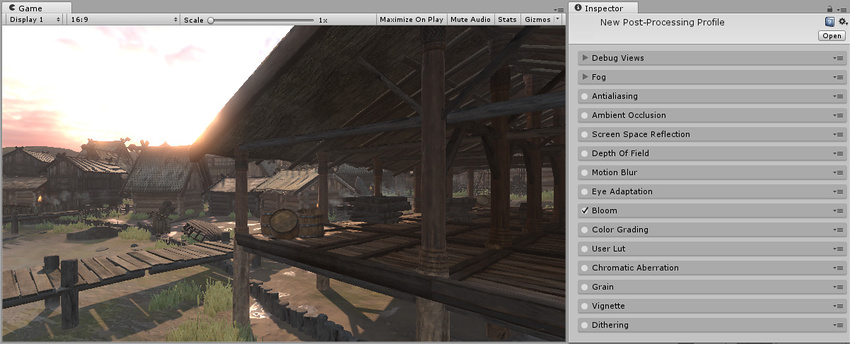 Game
Display 1 16:9 Scale 1x Maximize On Play Mute Audio Stats Gizmos
Inspector
New Post-Processing Profile
Open
Debug Views
Fog
Antialiasing
Ambient Occlusion
Screen Space Reflection
Depth Of Field
Motion Blur
Eye Adaptation
Bloom
Color Grading
User Lut
Chromatic Aberration
Grain
Vignette
Dithering